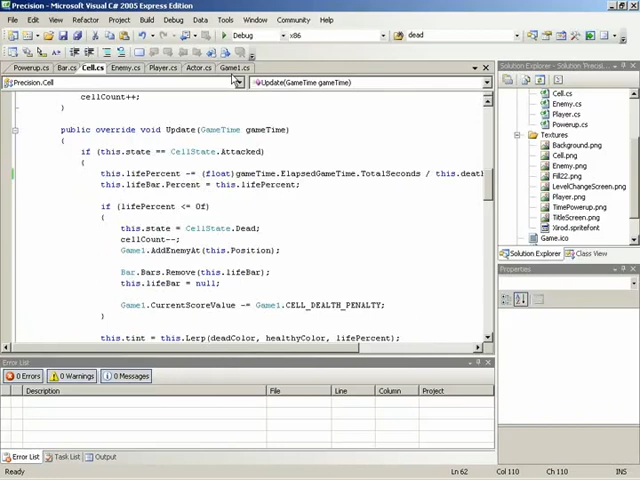 Precision - Microsoft Visual C# 2005 Express Edition
File Edit View Refactor Project Build Debug Data Tools Window Community Help
Debug x86 dead
Powerup.cs Bar.cs Cell.cs Enemy.cs Player.cs Actor.cs Game1.cs
Precision.Cell Update(GameTime gameTime)
cellCount++;
}
public override void Update(GameTime gameTime)
{
if (this.state == CellState.Attacked)
{
this.lifePercent -= (float)gameTime.ElapsedGameTime.TotalSeconds / this.death
this.lifeBar.Percent = this.lifePercent;
if (lifePercent <= 0f)
{
this.state = CellState.Dead;
cellCount--;
Game1.AddEnemyAt(this.Position);
Bar.Bars.Remove(this.lifeBar);
this.lifeBar = null;
Game1.CurrentScoreValue -= Game1.CELL_DEALTH_PENALTY;
}
this.tint = this.Lerp(deadColor, healthyColor, lifePercent);
Solution Explorer - Solution 'Precisi...
Cell.cs
Enemy.cs
Player.cs
Powerup.cs
Textures
Background.png
Cell.png
Enemy.png
Fill22.png
LevelChangeScreen.png
Player.png
TimePowerup.png
TitleScreen.png
Xirod.spritefont
Game.ico
Solution Explorer Class View
Properties
Error List
0 Errors 0 Warnings 0 Messages
Description File Line Column Project
Error List Task List Output
Ready Ln 62 Col 110 Ch 110 INS